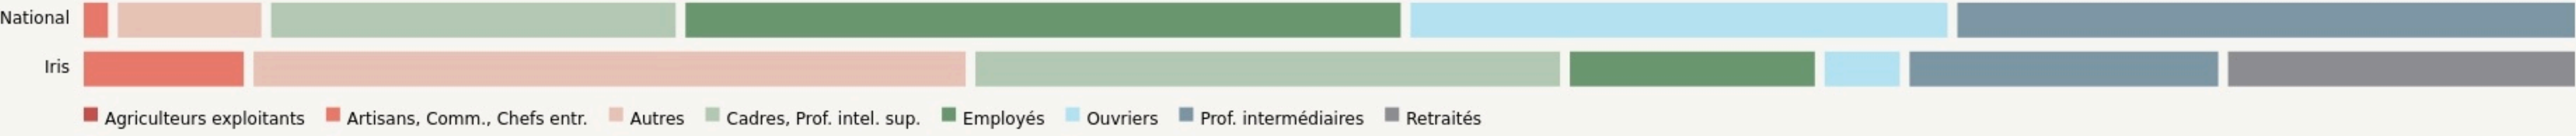 National
Iris
Agriculteurs exploitants Artisans, Comm., Chefs entr. Autres Cadres, Prof. intel. sup. Employés Ouvriers Prof. intermédiaires Retraités